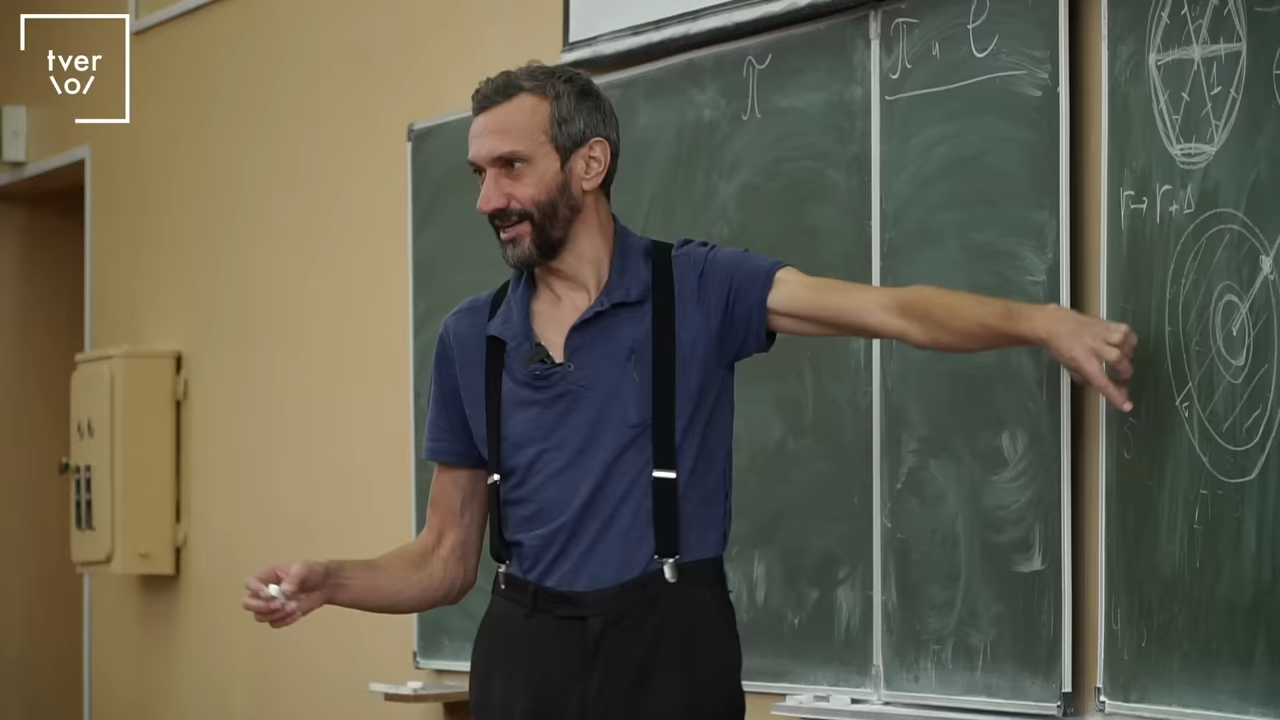 tver
\o/
π
π и e
r→ r+Δ